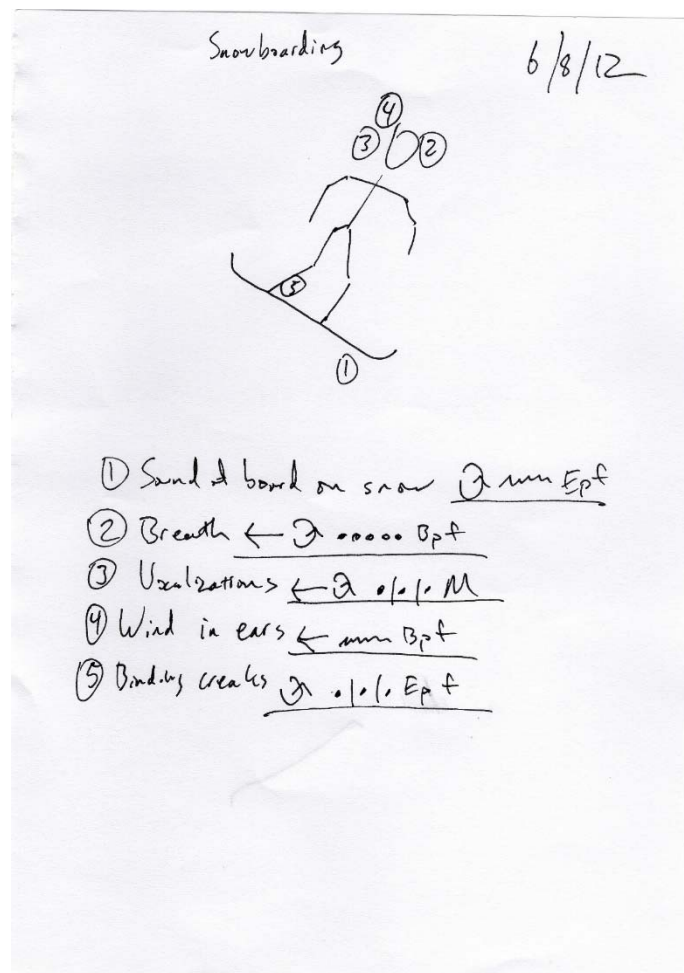 Snowboarding
6/8/12
4
3
2
5
1
① Sound of board on snow Epf
② Breath ← ..... Bpf
③ Vocalizations ← ./././. M
④ Wind in ears ← Bpf
⑤ Binding creaks ./././. Epf